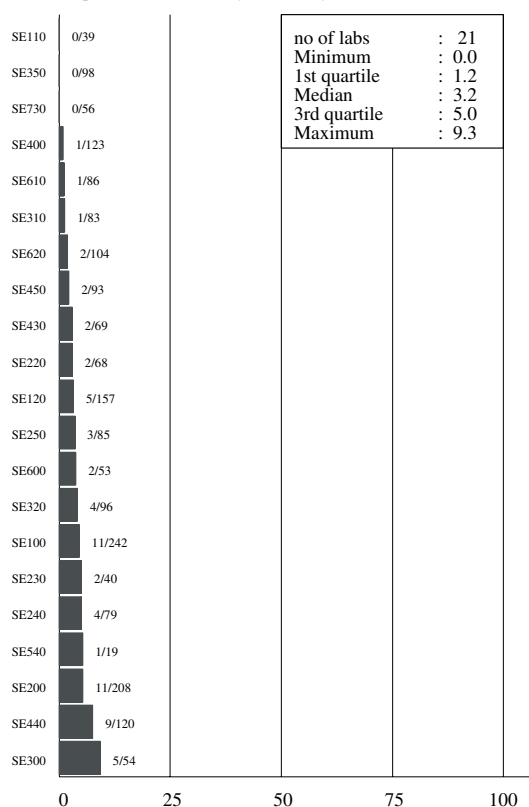 SE110 0/39
SE350 0/98
SE730 0/56
SE400 1/123
SE610 1/86
SE310 1/83
SE620 2/104
SE450 2/93
SE430 2/69
SE220 2/68
SE120 5/157
SE250 3/85
SE600 2/53
SE320 4/96
SE100 11/242
SE230 2/40
SE240 4/79
SE540 1/19
SE200 11/208
SE440 9/120
SE300 5/54
0 25 50 75 100
no of labs : 21
Minimum : 0.0
1st quartile : 1.2
Median : 3.2
3rd quartile : 5.0
Maximum : 9.3